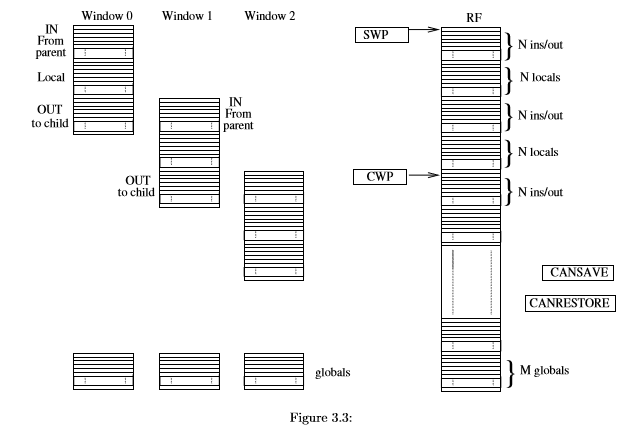 Window 0
Window 1
Window 2
RF
IN
From
parent
Local
OUT
to child
IN
From
parent
OUT
to child
SWP
CWP
N ins/out
N locals
N ins/out
N locals
N ins/out
CANSAVE
CANRESTORE
globals
M globals
Figure 3.3: